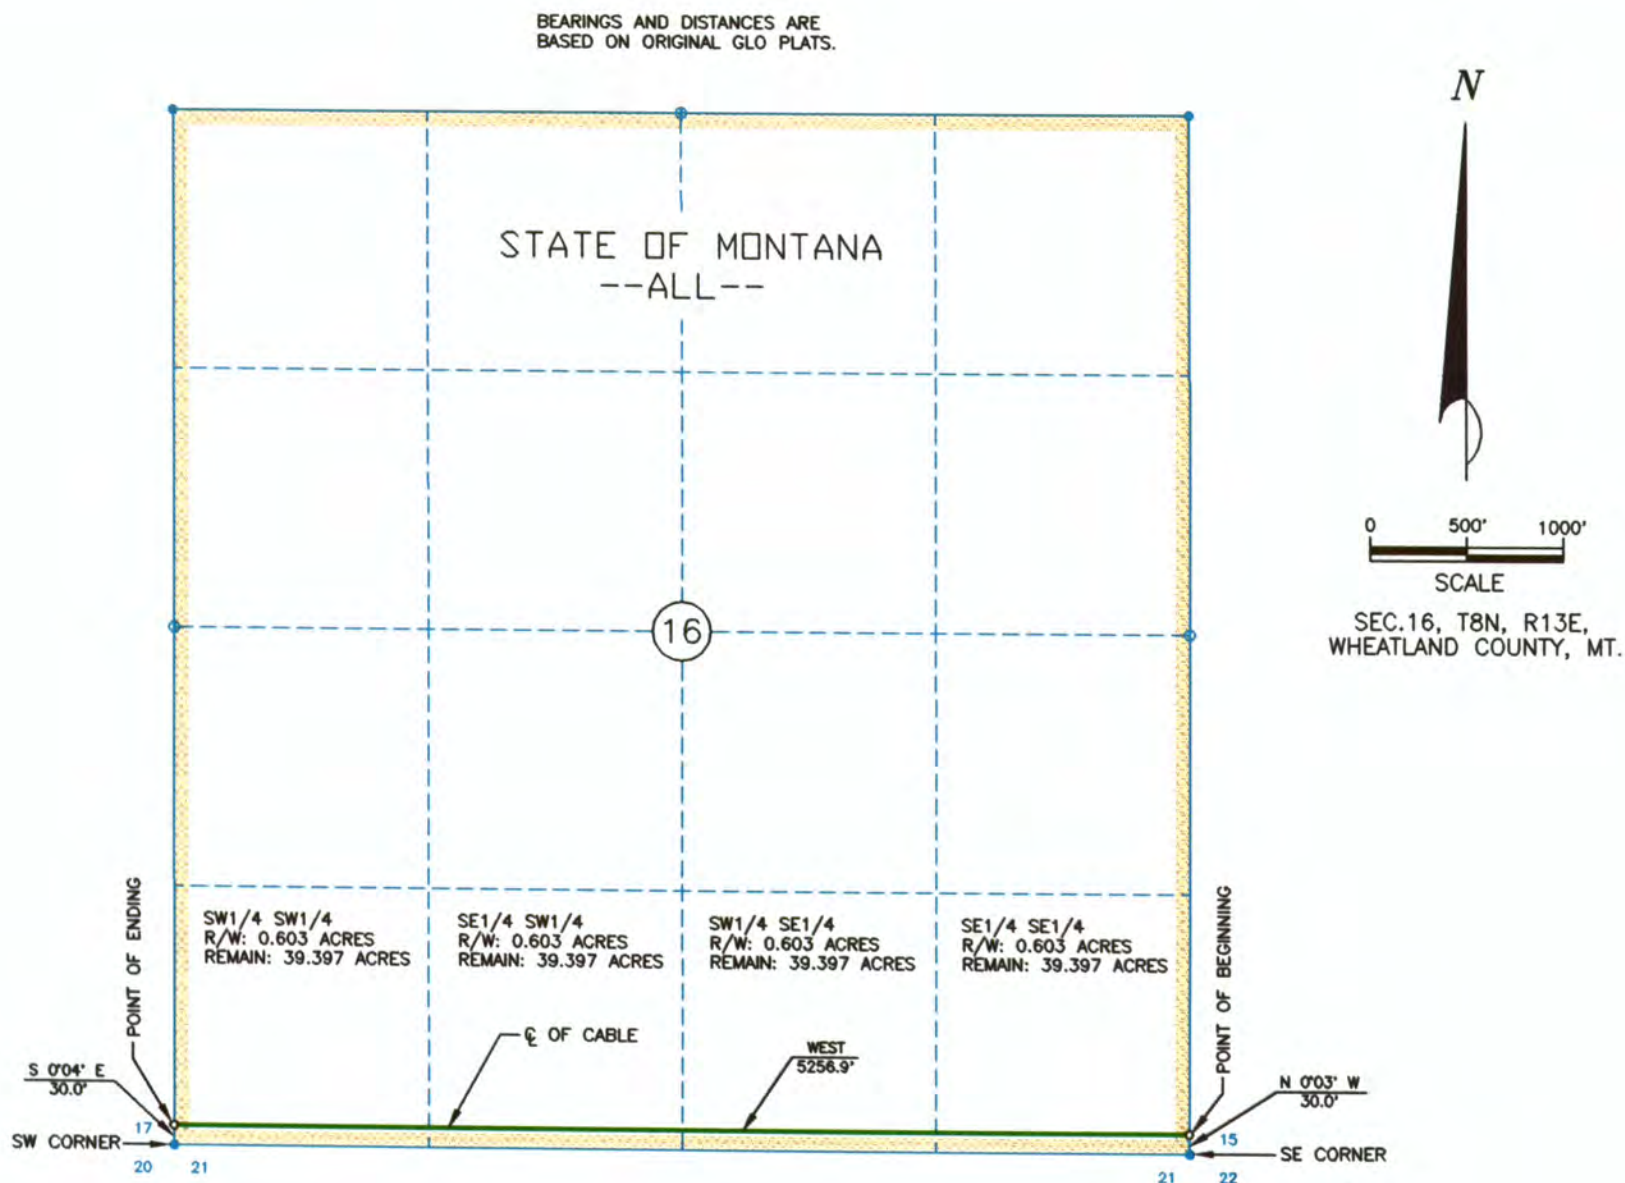 BEARINGS AND DISTANCES ARE
BASED ON ORIGINAL GLO PLATS.
N
STATE OF MONTANA
--ALL--
0 500' 1000'
SCALE
SEC.16, T8N, R13E,
WHEATLAND COUNTY, MT.
16
POINT OF ENDING
SW1/4 SW1/4
R/W: 0.603 ACRES
REMAIN: 39.397 ACRES
SE1/4 SW1/4
R/W: 0.603 ACRES
REMAIN: 39.397 ACRES
SW1/4 SE1/4
R/W: 0.603 ACRES
REMAIN: 39.397 ACRES
SE1/4 SE1/4
R/W: 0.603 ACRES
REMAIN: 39.397 ACRES
POINT OF BEGINNING
℄ OF CABLE
WEST
5256.9'
S 0°04' E
30.0'
N 0°03' W
30.0'
17
SW CORNER
20 21
15
SE CORNER
21 22